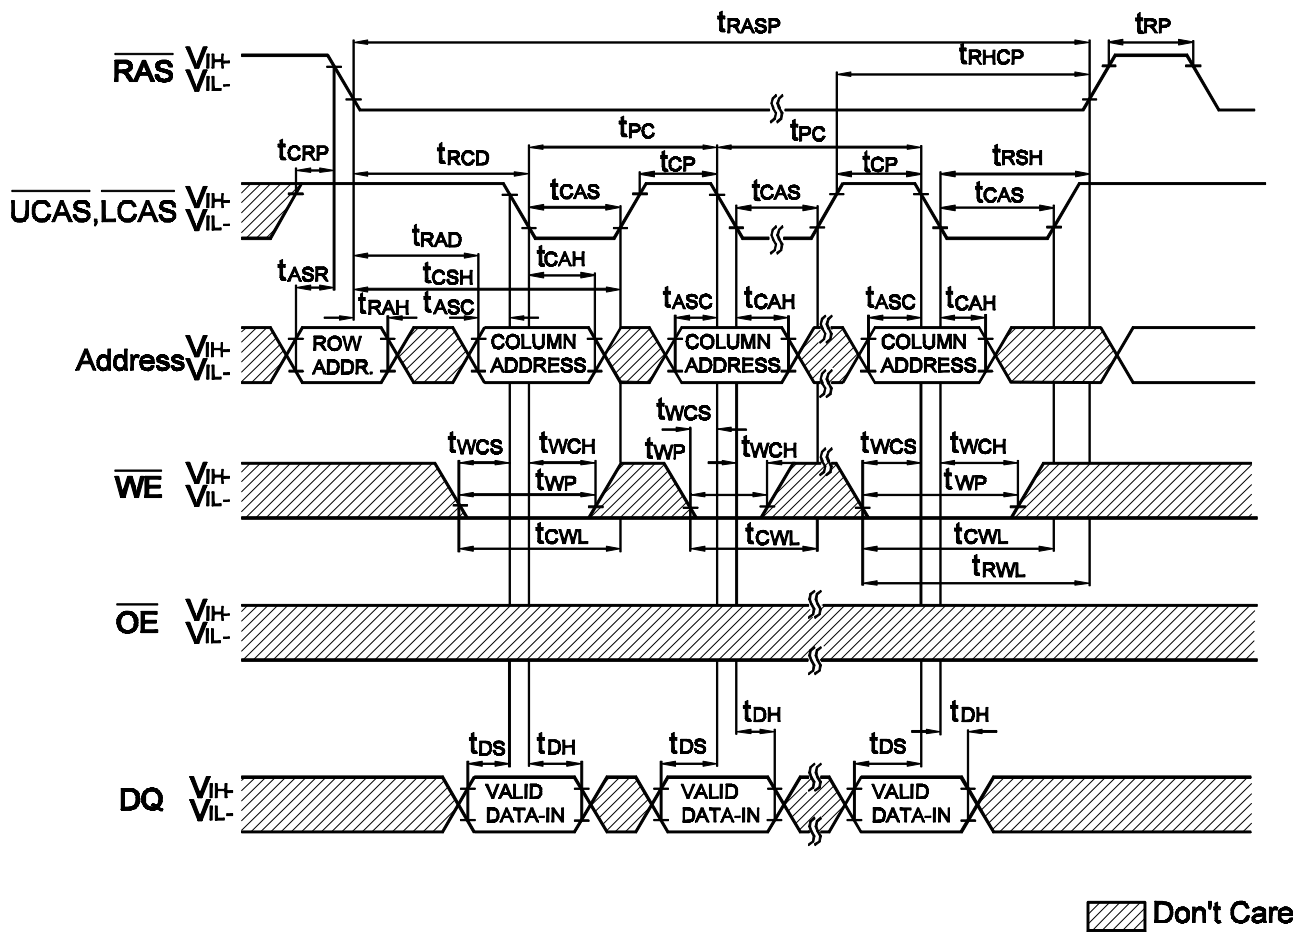 tRASP
tRP
RAS VIH-
VIL-
tRHCP
tCRP
tRCD
tPC
tPC
tCP
tCP
tRSH
UCAS,LCAS VIH-
VIL-
tCAS
tCAS
tCAS
tRAD
tCAH
tASR
tCSH
tRAH
tASC
tASC
tCAH
tASC
tCAH
Address VIH-
VIL-
ROW
ADDR.
COLUMN
ADDRESS
COLUMN
ADDRESS
COLUMN
ADDRESS
tWCS
tWCS
tWCH
tWP
tWCH
tWCS
tWCH
WE VIH-
VIL-
tWP
tWP
tCWL
tCWL
tCWL
tRWL
OE VIH-
VIL-
tDS
tDH
tDS
tDH
tDS
tDH
DQ VIH-
VIL-
VALID
DATA-IN
VALID
DATA-IN
VALID
DATA-IN
Don't Care